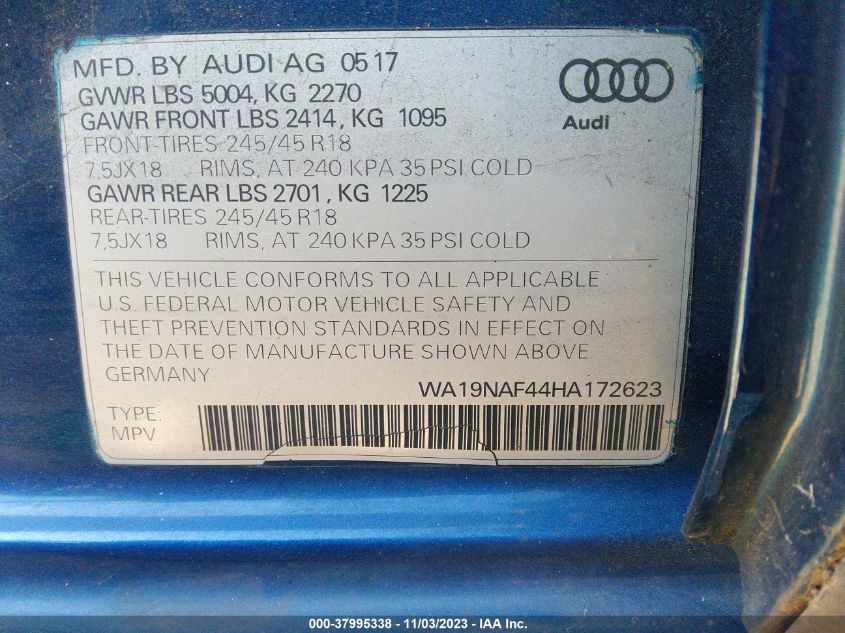 MFD. BY AUDI AG 05 17
GVWR LBS 5004, KG 2270
GAWR FRONT LBS 2414, KG 1095
FRONT-TIRES 245/45 R18
7,5JX18 RIMS, AT 240 KPA 35 PSI COLD
GAWR REAR LBS 2701, KG 1225
REAR-TIRES 245/45 R18
7,5JX18 RIMS, AT 240 KPA 35 PSI COLD
Audi
THIS VEHICLE CONFORMS TO ALL APPLICABLE
U.S. FEDERAL MOTOR VEHICLE SAFETY AND
THEFT PREVENTION STANDARDS IN EFFECT ON
THE DATE OF MANUFACTURE SHOWN ABOVE.
GERMANY
WA19NAF44HA172623
TYPE:
MPV
000-37995338 - 11/03/2023 - IAA Inc.